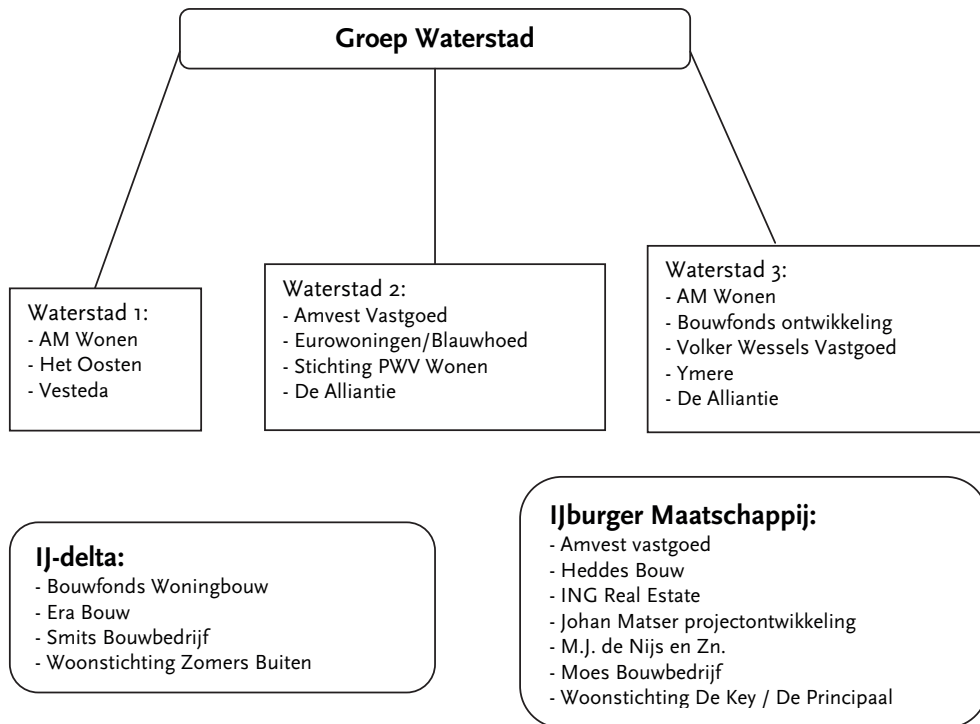 Groep Waterstad
Waterstad 1:
- AM Wonen
- Het Oosten
- Vesteda
Waterstad 2:
- Amvest Vastgoed
- Eurowoningen/Blauwhoed
- Stichting PWV Wonen
- De Alliantie
Waterstad 3:
- AM Wonen
- Bouwfonds ontwikkeling
- Volker Wessels Vastgoed
- Ymere
- De Alliantie
IJ-delta:
- Bouwfonds Woningbouw
- Era Bouw
- Smits Bouwbedrijf
- Woonstichting Zomers Buiten
IJburger Maatschappij:
- Amvest vastgoed
- Heddes Bouw
- ING Real Estate
- Johan Matser projectontwikkeling
- M.J. de Nijs en Zn.
- Moes Bouwbedrijf
- Woonstichting De Key / De Principaal